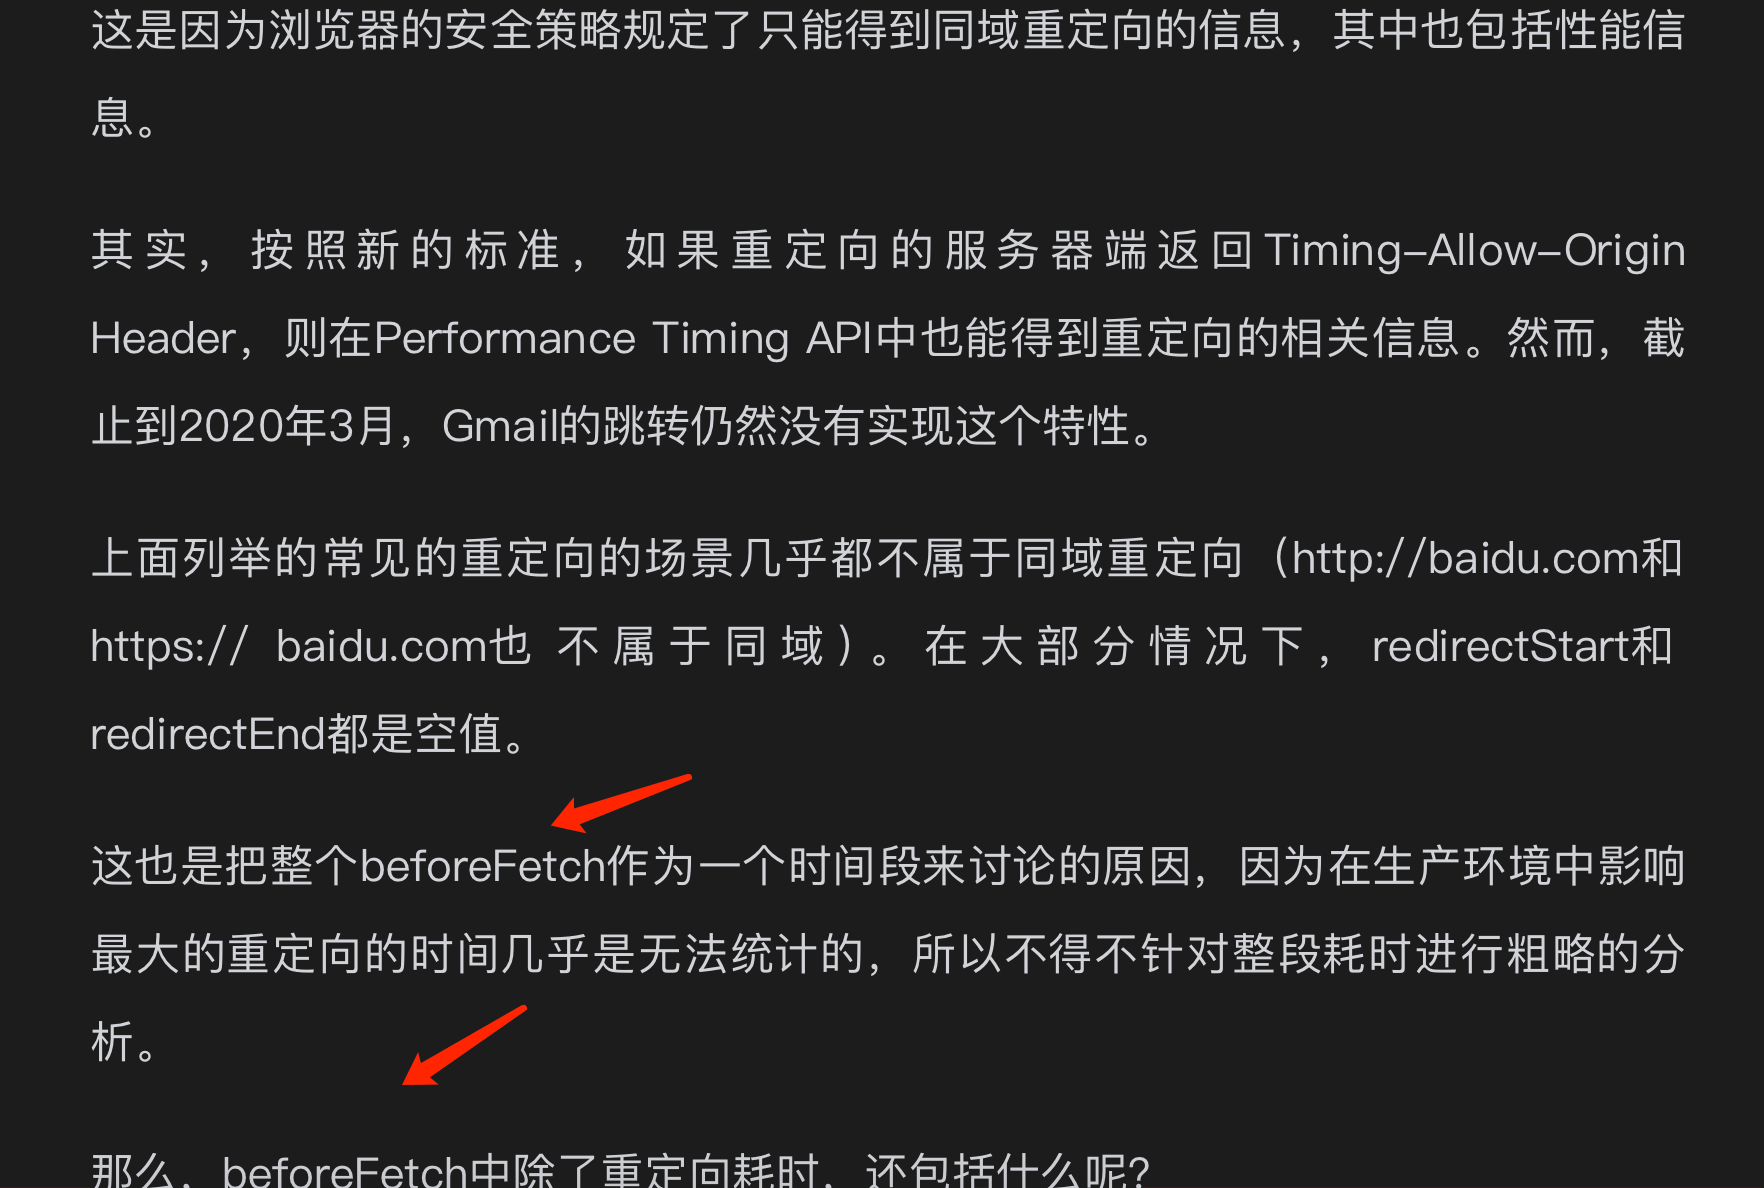 这是因为浏览器的安全策略规定了只能得到同域重定向的信息，其中也包括性能信
息。
其实，按照新的标准，如果重定向的服务器端返回Timing-Allow-Origin
Header，则在Performance Timing API中也能得到重定向的相关信息。然而，截
止到2020年3月，Gmail的跳转仍然没有实现这个特性。
上面列举的常见的重定向的场景几乎都不属于同域重定向（http://baidu.com和
https:// baidu.com也不属于同域）。在大部分情况下，redirectStart和
redirectEnd都是空值。
这也是把整个beforeFetch作为一个时间段来讨论的原因，因为在生产环境中影响
最大的重定向的时间几乎是无法统计的，所以不得不针对整段耗时进行粗略的分
析。
那么，beforeFetch中除了重定向耗时，还包括什么呢？